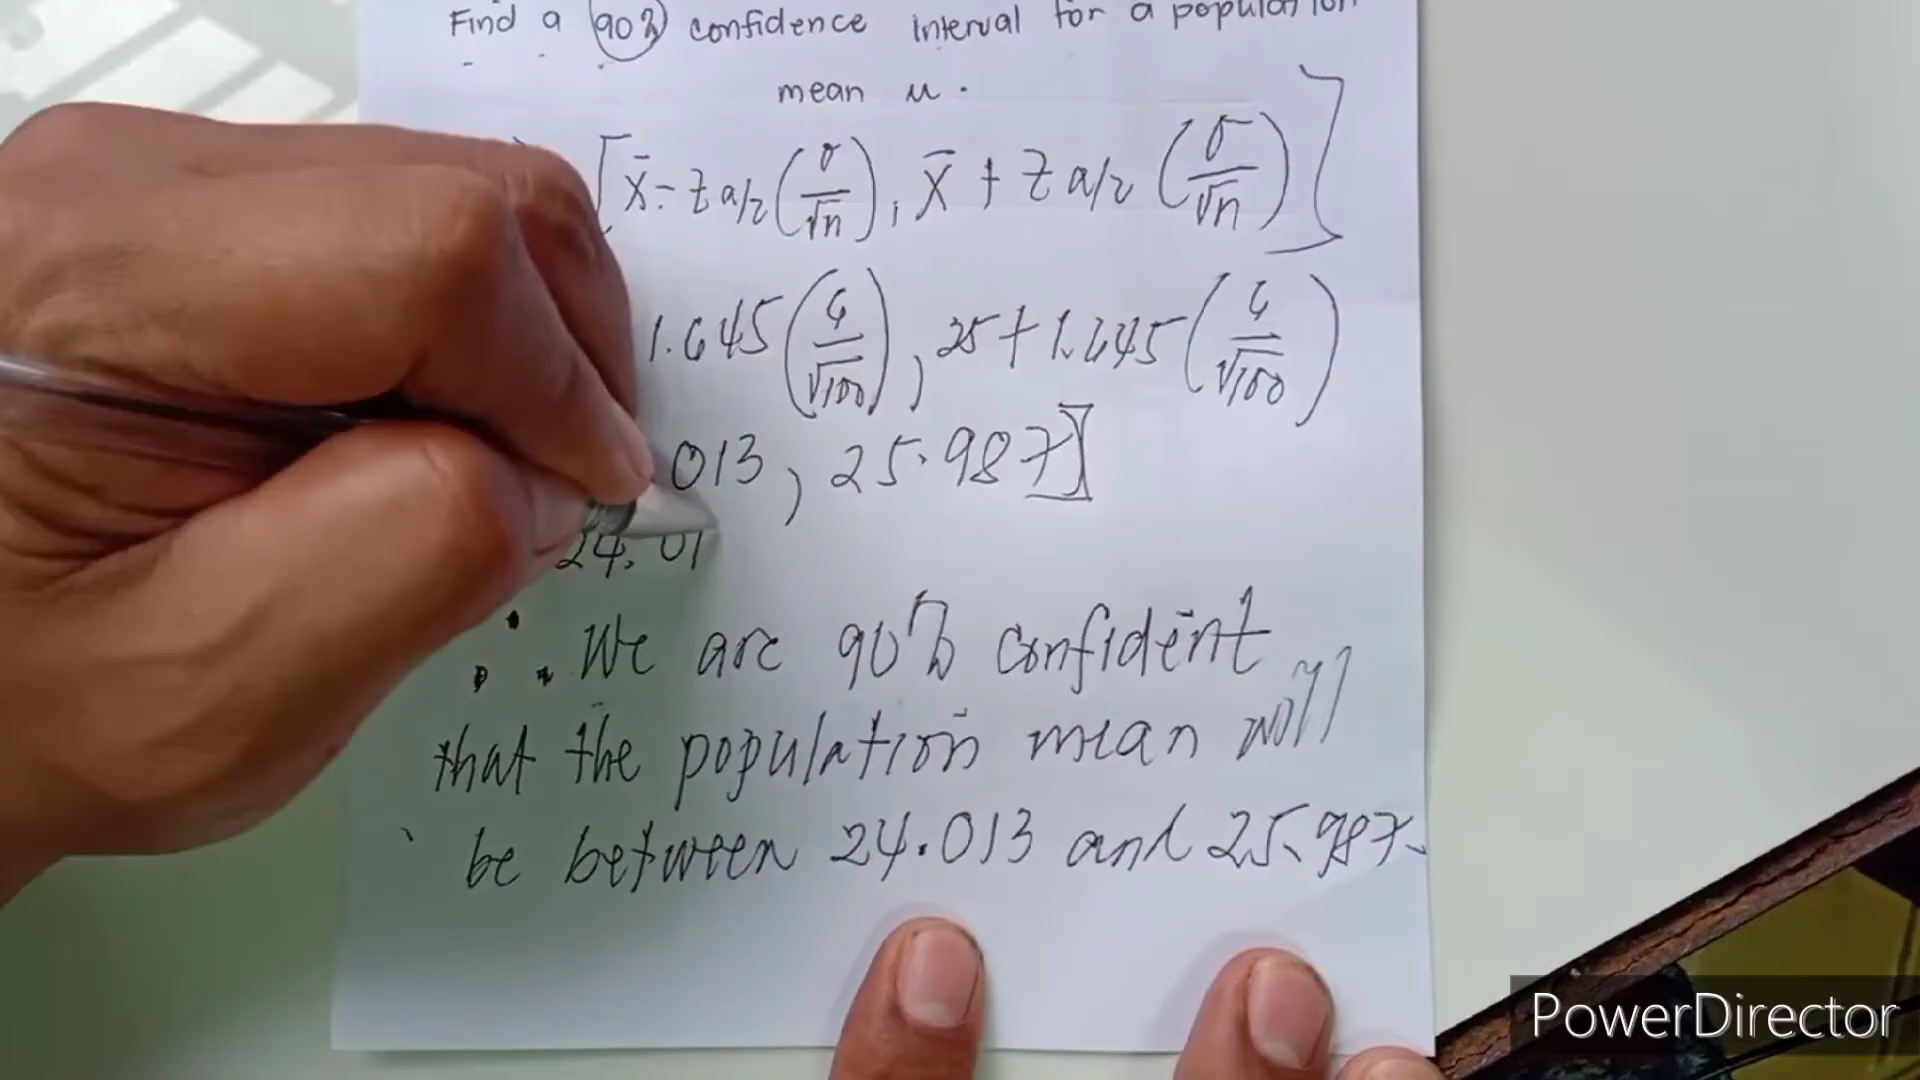 Find a 90% confidence interval for a population
mean μ.
[x̄ - Z a/2 (σ/√n), x̄ + Z a/2 (σ/√n)]
1.645 (6/√100), 25 + 1.645 (6/√100)
013, 25.987]
24.01
∴ We are 90% confident
that the population mean will
be between 24.013 and 25.987.
PowerDirector